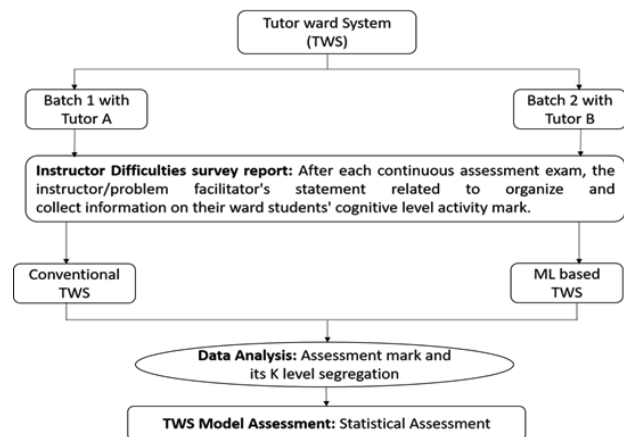 Tutor ward System
(TWS)
Batch 1 with
Tutor A
Batch 2 with
Tutor B
Instructor Difficulties survey report: After each continuous assessment exam, the
instructor/problem facilitator's statement related to organize and
collect information on their ward students' cognitive level activity mark.
Conventional
TWS
ML based
TWS
Data Analysis: Assessment mark and
its K level segregation
TWS Model Assessment: Statistical Assessment